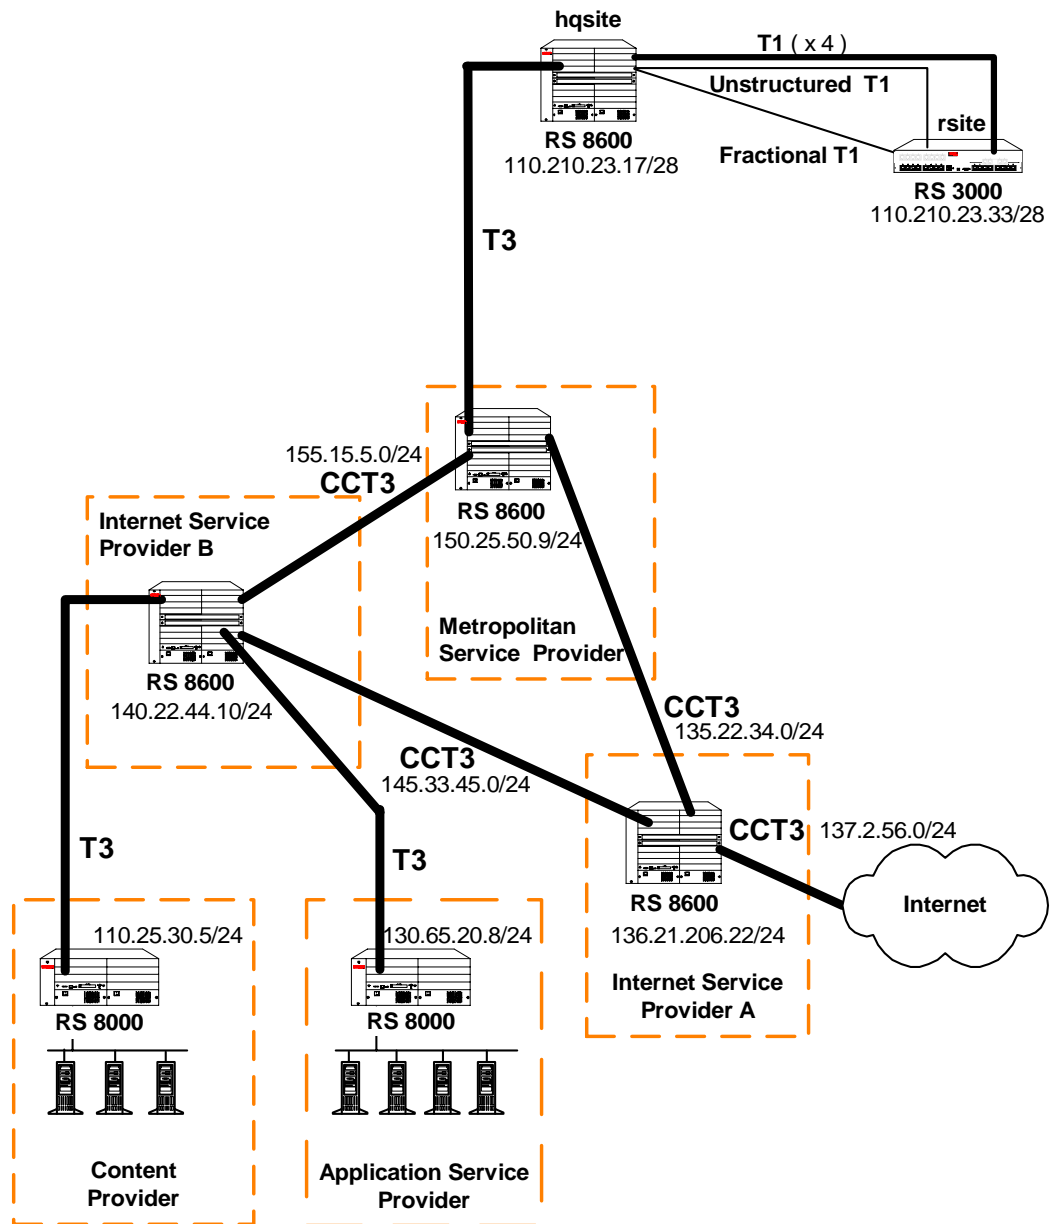 hqsite
T1 ( x 4 )
Unstructured T1
rsite
RS 8600
Fractional T1
110.210.23.17/28
RS 3000
110.210.23.33/28
T3
155.15.5.0/24
CCT3
RS 8600
150.25.50.9/24
Internet Service
Provider B
Metropolitan
Service Provider
RS 8600
140.22.44.10/24
CCT3
135.22.34.0/24
CCT3
145.33.45.0/24
T3
T3
CCT3 137.2.56.0/24
RS 8600
Internet
136.21.206.22/24
110.25.30.5/24
130.65.20.8/24
Internet Service
Provider A
RS 8000
RS 8000
Content
Provider
Application Service
Provider